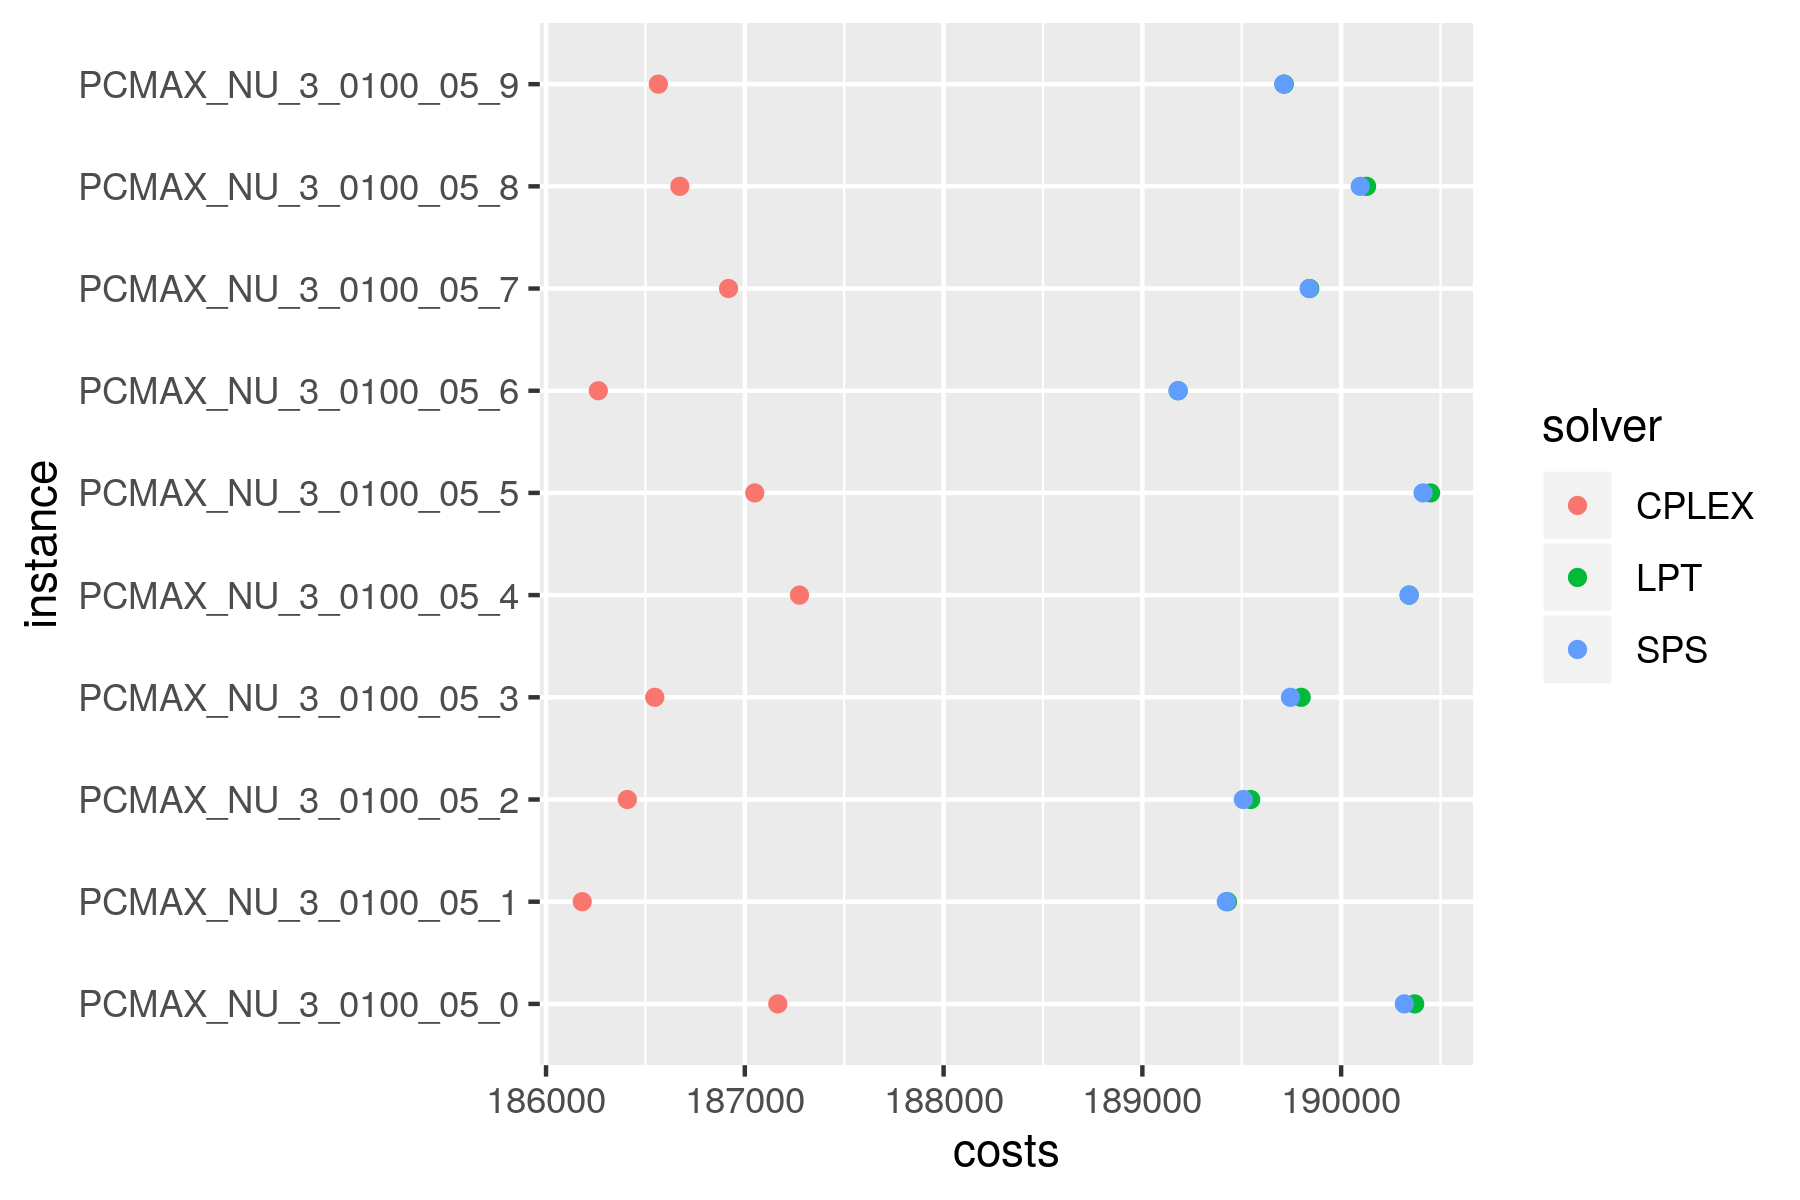 PCMAX_NU_3_0100_05_9
PCMAX_NU_3_0100_05_8
PCMAX_NU_3_0100_05_7
PCMAX_NU_3_0100_05_6
PCMAX_NU_3_0100_05_5
PCMAX_NU_3_0100_05_4
PCMAX_NU_3_0100_05_3
PCMAX_NU_3_0100_05_2
PCMAX_NU_3_0100_05_1
PCMAX_NU_3_0100_05_0
instance
186000 187000 188000 189000 190000
costs
solver
CPLEX
LPT
SPS